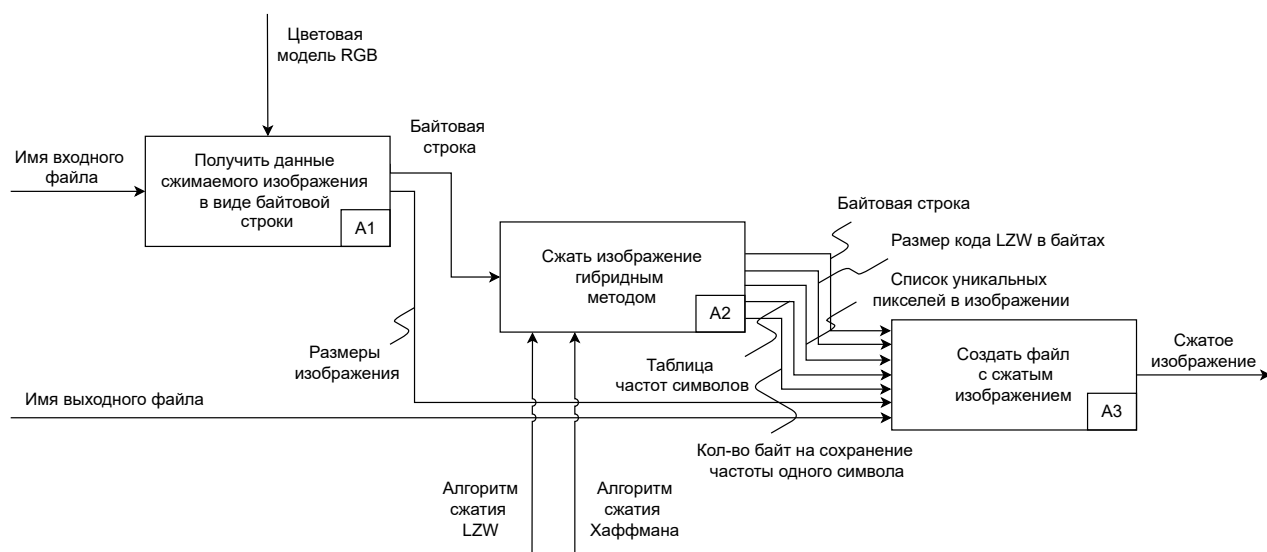 Цветовая
модель RGB
Имя входного
файла
Получить данные
сжимаемого изображения
в виде байтовой
строки
A1
Байтовая
строка
Размеры
изображения
Сжать изображение
гибридным
методом
A2
Байтовая строка
Размер кода LZW в байтах
Список уникальных
пикселей в изображении
Таблица
частот символов
Кол-во байт на сохранение
частоты одного символа
Имя выходного файла
Создать файл
с сжатым
изображением
A3
Сжатое
изображение
Алгоритм
сжатия
LZW
Алгоритм
сжатия
Хаффмана